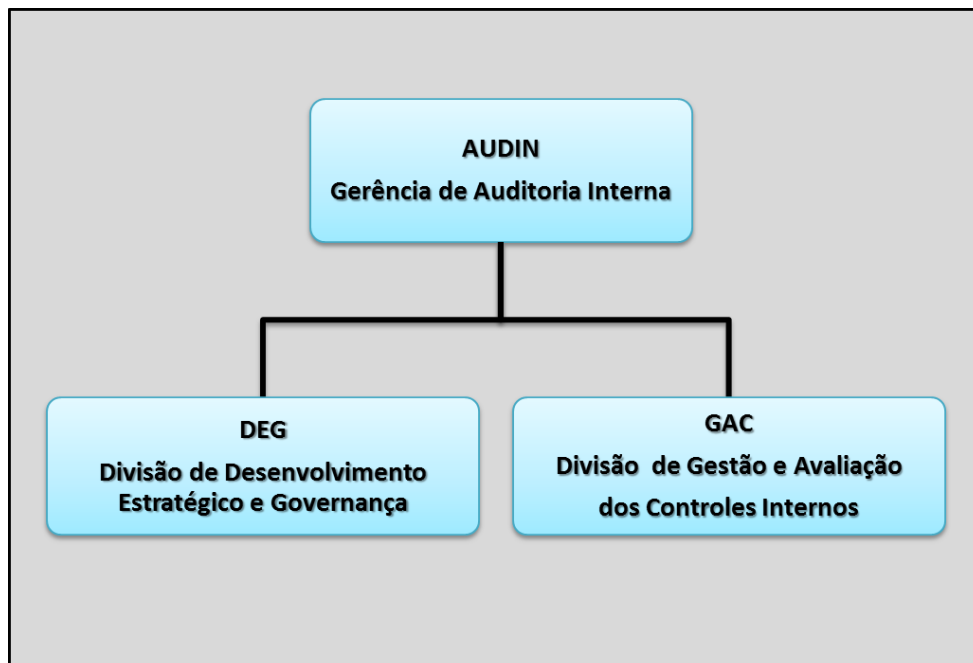 AUDIN
Gerência de Auditoria Interna
DEG
Divisão de Desenvolvimento
Estratégico e Governança
GAC
Divisão  de Gestão e Avaliação
dos Controles Internos